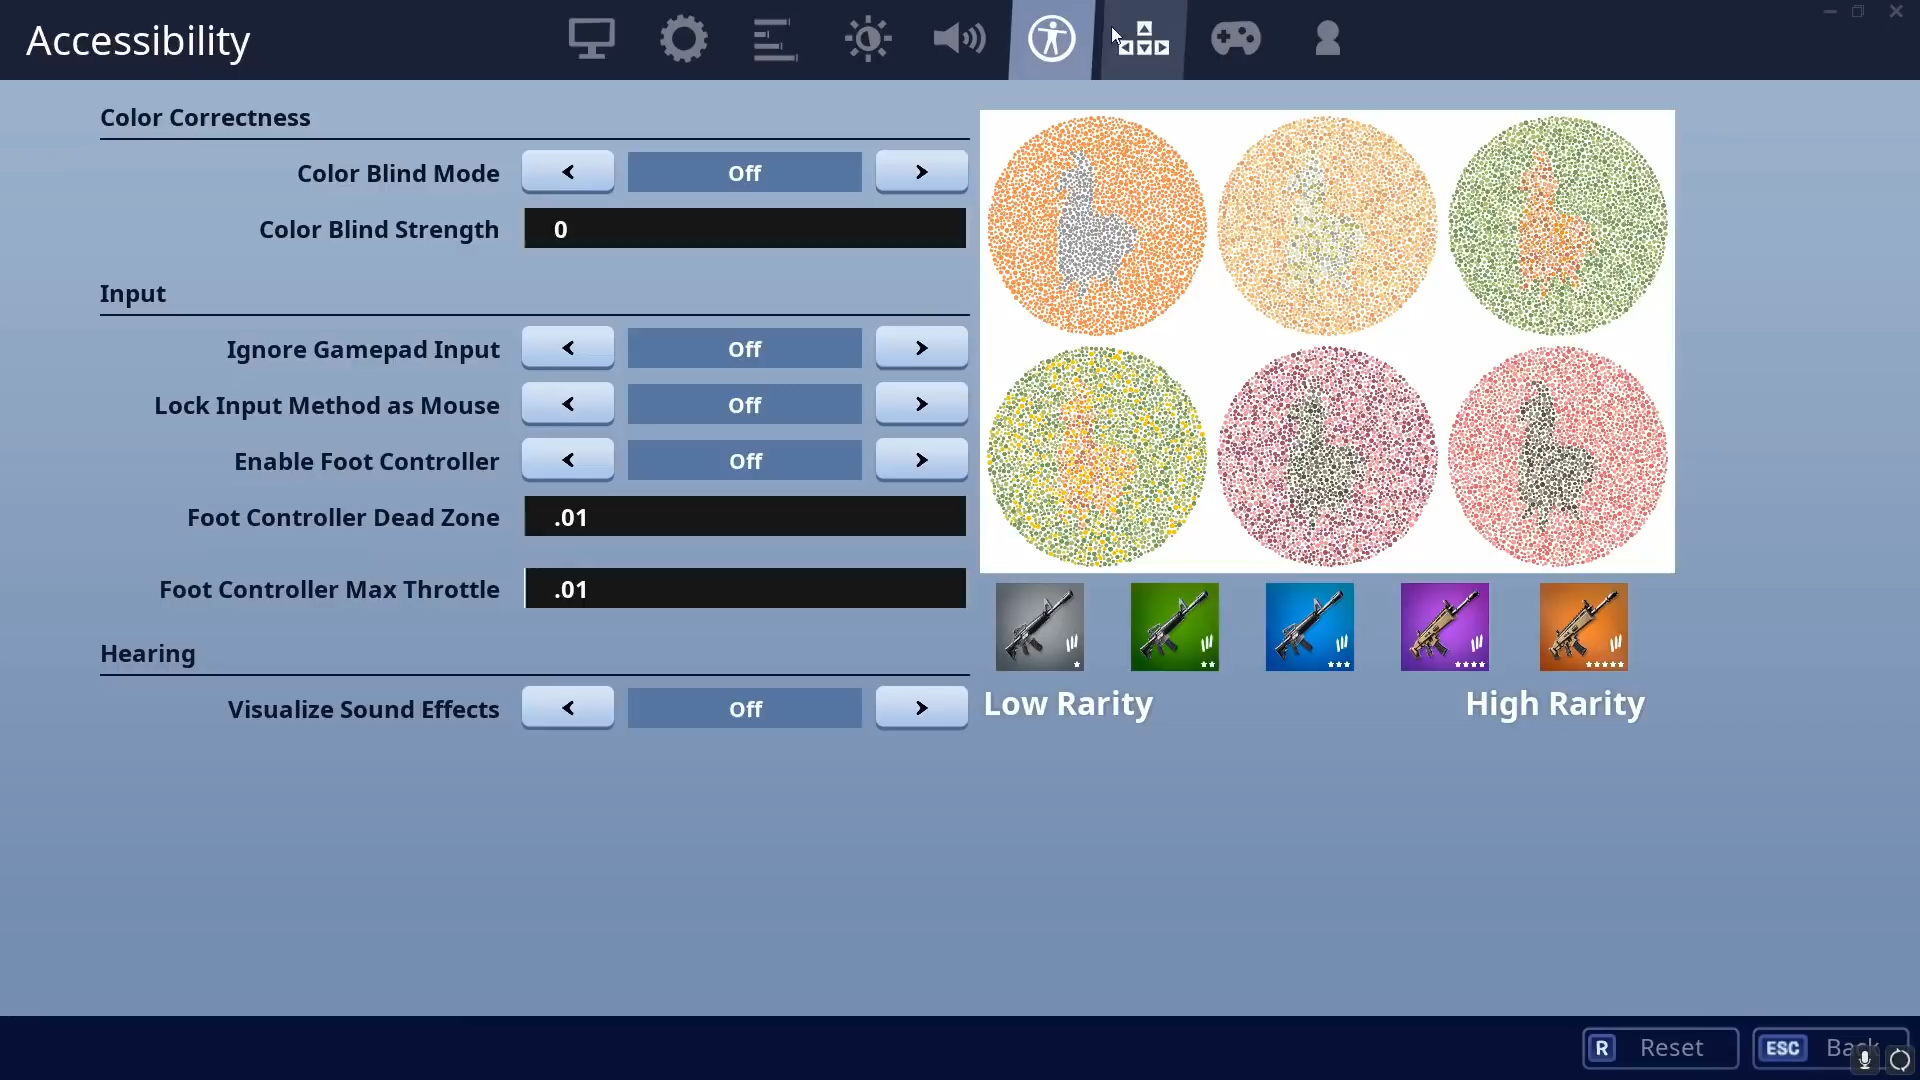 Accessibility
Color Correctness
Color Blind Mode
Off
Color Blind Strength
0
Input
Ignore Gamepad Input
Off
Lock Input Method as Mouse
Off
Enable Foot Controller
Off
Foot Controller Dead Zone
.01
Foot Controller Max Throttle
.01
Hearing
Visualize Sound Effects
Off
Low Rarity
High Rarity
R Reset
ESC Back